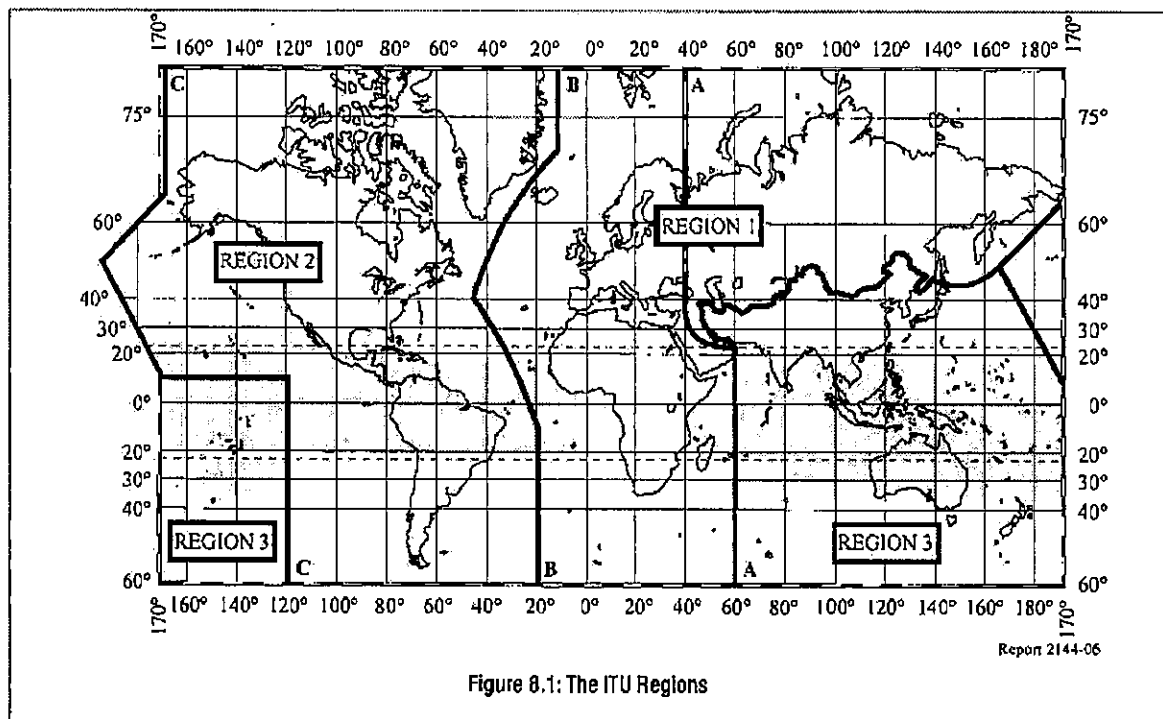 170° 160° 140° 120° 100° 80° 60° 40° 20° 0° 20° 40° 60° 80° 100° 120° 140° 160° 180° 170°
C B A
75° 75°
60° 60°
REGION 1
REGION 2
40° 40°
30° 30°
20° 20°
0° 0°
20° 20°
30° 30°
40° 40°
REGION 3 REGION 3
C B A
60° 60°
170° 160° 140° 120° 100° 80° 60° 40° 20° 0° 20° 40° 60° 80° 100° 120° 140° 160° 180° 170°
Report 2144-06
Figure 8.1: The ITU Regions